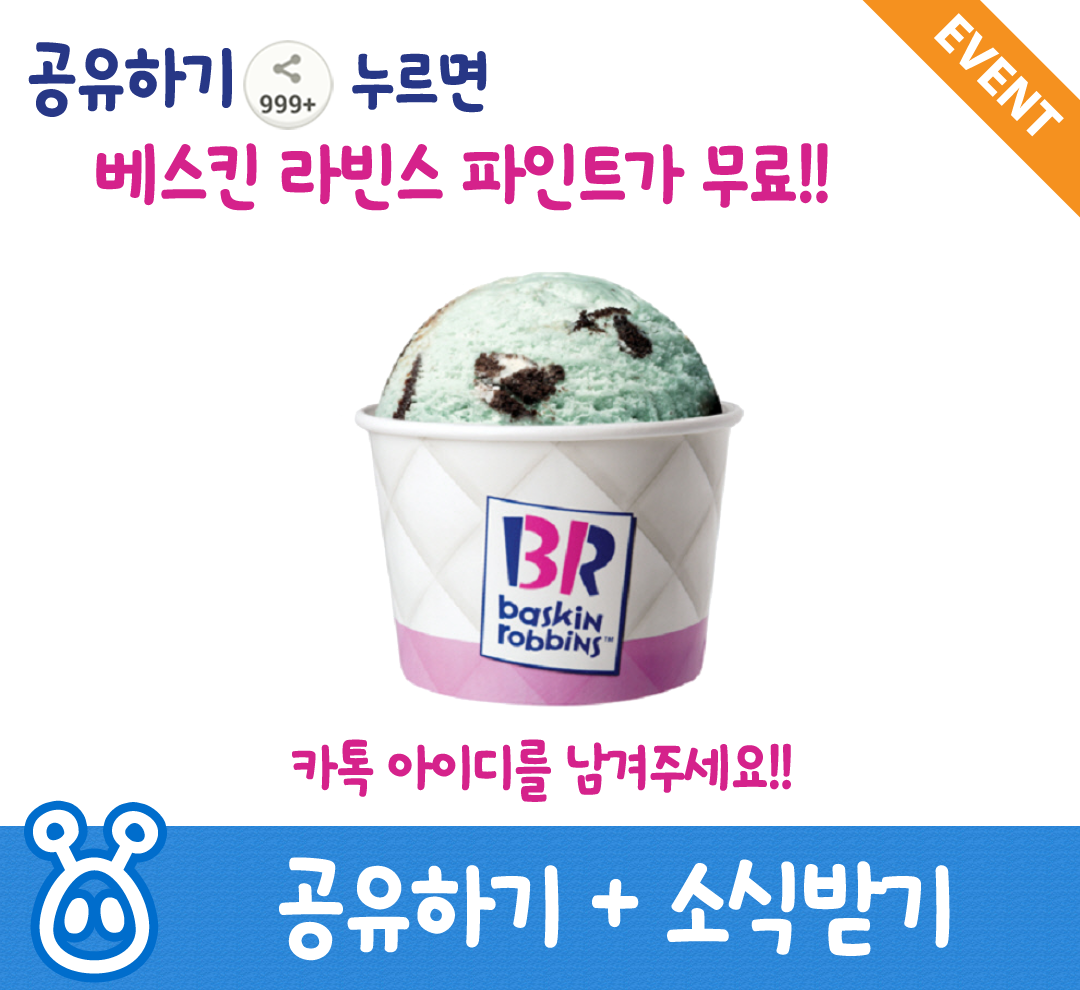 EVENT
공유하기 999+ 누르면
베스킨 라빈스 파인트가 무료!!
BR
baskin
robbins™
카톡 아이디를 남겨주세요!!
공유하기 + 소식받기